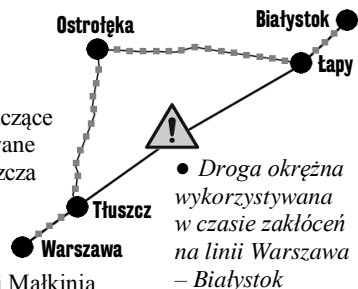 Białystok
Ostrołęka
Łapy
czące
wane
szcza
Tłuszcz
Warszawa
● Droga okrężna
wykorzystywana
w czasie zakłóceń
na linii Warszawa
– Białystok
i Małkinia